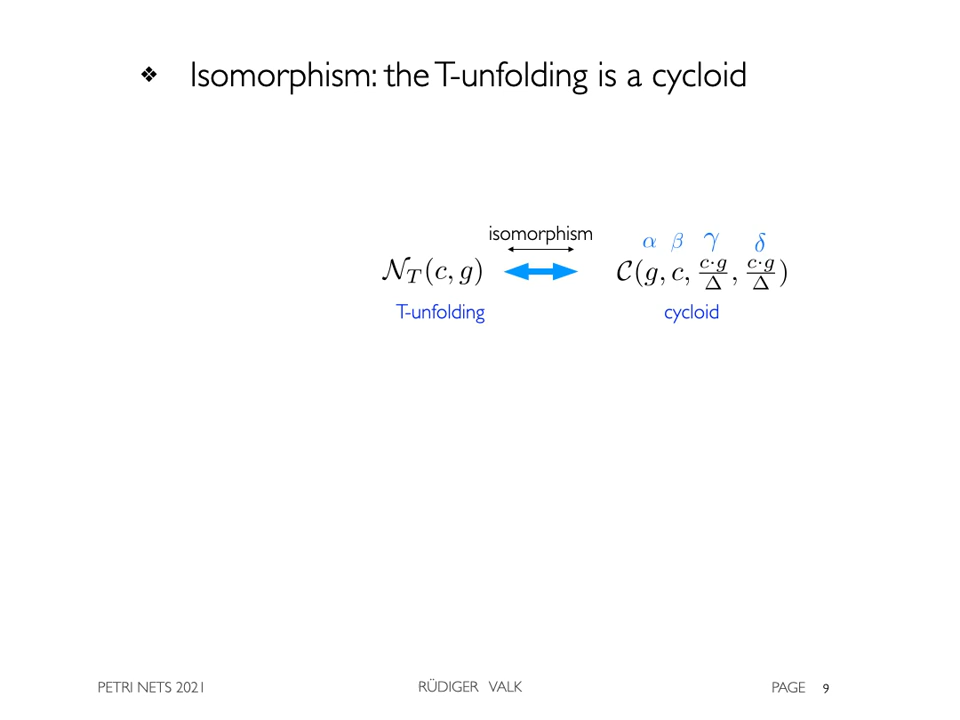 ❖ Isomorphism: the T-unfolding is a cycloid
isomorphism
α β γ δ
𝒩_T(c, g) 𝒞(g, c, c·g/Δ, c·g/Δ)
T-unfolding cycloid
PETRI NETS 2021 RÜDIGER VALK PAGE 9